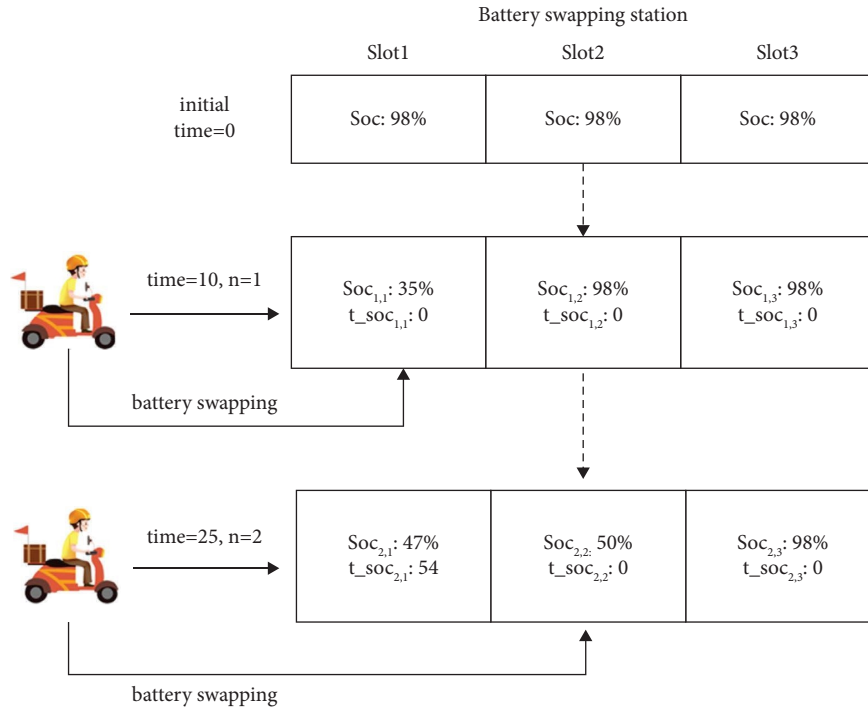 Battery swapping station
Slot1 Slot2 Slot3
initial
time=0
Soc: 98% Soc: 98% Soc: 98%
time=10, n=1
Soc1,1: 35% Soc1,2: 98% Soc1,3: 98%
t_soc1,1: 0 t_soc1,2: 0 t_soc1,3: 0
battery swapping
time=25, n=2
Soc2,1: 47% Soc2,2: 50% Soc2,3: 98%
t_soc2,1: 54 t_soc2,2: 0 t_soc2,3: 0
battery swapping